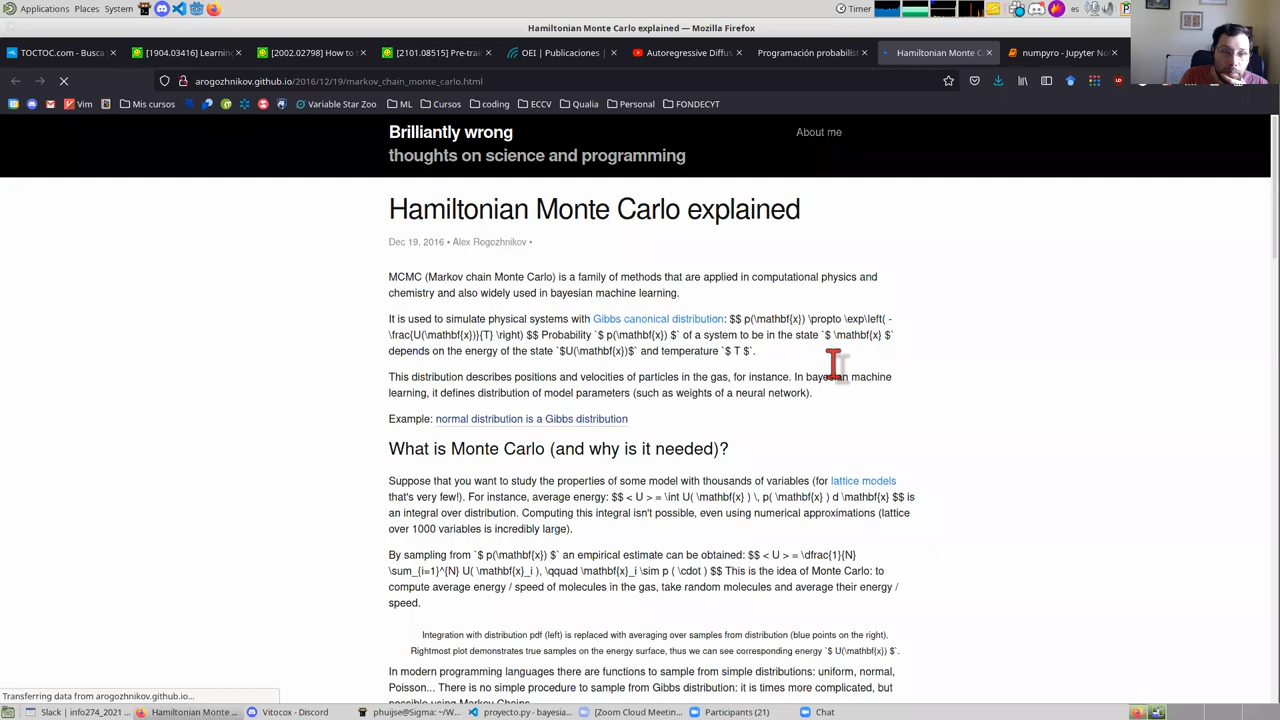 Applications Places System Timer es
Hamiltonian Monte Carlo explained — Mozilla Firefox
TOCTOC.com - Busca
[1904.03416] Learnin
[2002.02798] How to
[2101.08515] Pre-trai
OEI | Publicaciones
Autoregressive Diffus
Programación probabilist
Hamiltonian Monte C
numpyro - Jupyter No
arogozhnikov.github.io/2016/12/19/markov_chain_monte_carlo.html
Vim Mis cursos Variable Star Zoo ML Cursos coding ECCV Qualia Personal FONDECYT
Brilliantly wrong
About me
thoughts on science and programming
Hamiltonian Monte Carlo explained
Dec 19, 2016 • Alex Rogozhnikov •
MCMC (Markov chain Monte Carlo) is a family of methods that are applied in computational physics and
chemistry and also widely used in bayesian machine learning.
It is used to simulate physical systems with Gibbs canonical distribution: $$ p(\mathbf{x}) \propto \exp\left( -
\frac{U(\mathbf{x})}{T} \right) $$ Probability `$ p(\mathbf{x}) $` of a system to be in the state `$ \mathbf{x} $`
depends on the energy of the state `$U(\mathbf{x})$` and temperature `$ T $`.
This distribution describes positions and velocities of particles in the gas, for instance. In bayesian machine
learning, it defines distribution of model parameters (such as weights of a neural network).
Example: normal distribution is a Gibbs distribution
What is Monte Carlo (and why is it needed)?
Suppose that you want to study the properties of some model with thousands of variables (for lattice models
that's very few!). For instance, average energy: $$ < U > = \int U( \mathbf{x} ) \, p( \mathbf{x} ) d \mathbf{x} $$ is
an integral over distribution. Computing this integral isn't possible, even using numerical approximations (lattice
over 1000 variables is incredibly large).
By sampling from `$ p(\mathbf{x}) $` an empirical estimate can be obtained: $$ < U > = \dfrac{1}{N}
\sum_{i=1}^{N} U( \mathbf{x}_i ), \qquad \mathbf{x}_i \sim p ( \cdot ) $$ This is the idea of Monte Carlo: to
compute average energy / speed of molecules in the gas, take random molecules and average their energy /
speed.
Integration with distribution pdf (left) is replaced with averaging over samples from distribution (blue points on the right).
Rightmost plot demonstrates true samples on the energy surface, thus we can see corresponding energy `$ U(\mathbf{x}) $`.
In modern programming languages there are functions to sample from simple distributions: uniform, normal,
Poisson... There is no simple procedure to sample from Gibbs distribution: it is times more complicated, but
possible using Markov Chains.
Transferring data from arogozhnikov.github.io...
Slack | info274_2021 ...
Hamiltonian Monte ...
Vitocox - Discord
phuijse@Sigma: ~/W...
proyecto.py - bayesia...
[Zoom Cloud Meetin...
Participants (21)
Chat